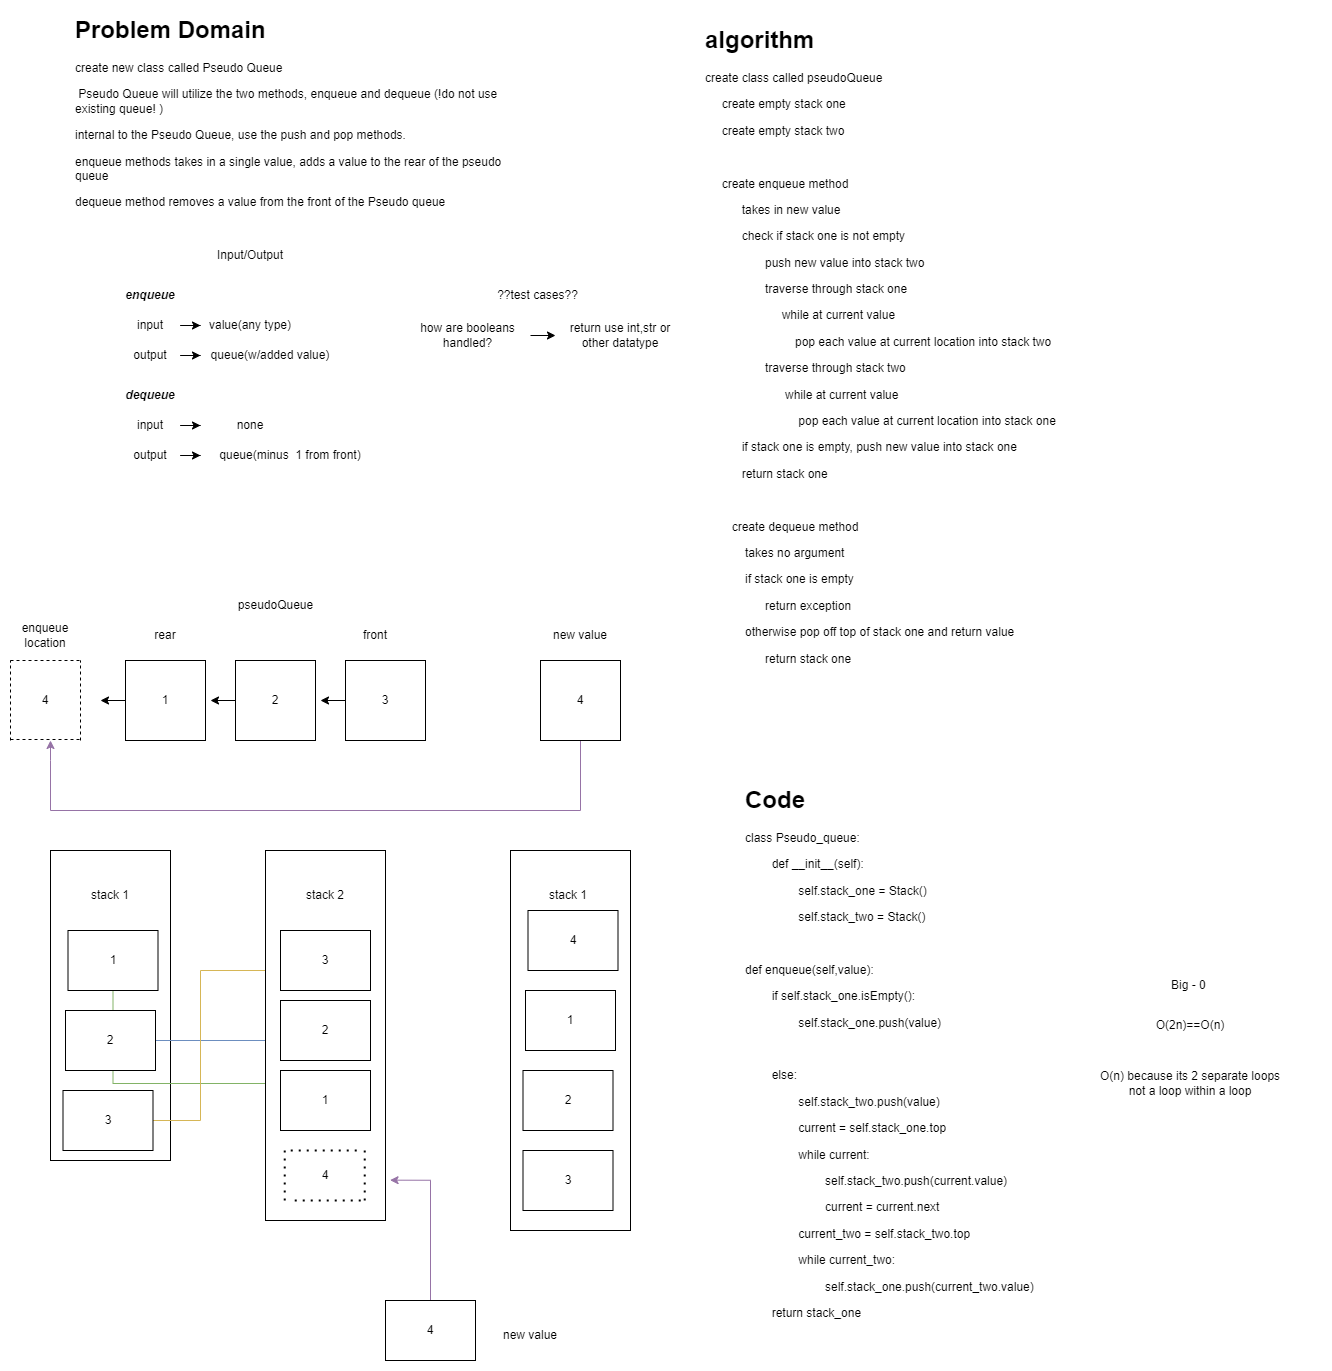 Problem Domain
create new class called Pseudo Queue
Pseudo Queue will utilize the two methods, enqueue and dequeue (!do not use
existing queue! )
internal to the Pseudo Queue, use the push and pop methods.
enqueue methods takes in a single value, adds a value to the rear of the pseudo
queue
dequeue method removes a value from the front of the Pseudo queue
Input/Output
enqueue
input
value(any type)
output
queue(w/added value)
dequeue
input
none
output
queue(minus 1 from front)
??test cases??
how are booleans
handled?
return use int,str or
other datatype
pseudoQueue
enqueue
location
rear
front
new value
4
1
2
3
4
stack 1
1
2
3
stack 2
3
2
1
4
stack 1
4
1
2
3
4
new value
algorithm
create class called pseudoQueue
create empty stack one
create empty stack two
create enqueue method
takes in new value
check if stack one is not empty
push new value into stack two
traverse through stack one
while at current value
pop each value at current location into stack two
traverse through stack two
while at current value
pop each value at current location into stack one
if stack one is empty, push new value into stack one
return stack one
create dequeue method
takes no argument
if stack one is empty
return exception
otherwise pop off top of stack one and return value
return stack one
Code
class Pseudo_queue:
def __init__(self):
self.stack_one = Stack()
self.stack_two = Stack()
def enqueue(self,value):
if self.stack_one.isEmpty():
self.stack_one.push(value)
else:
self.stack_two.push(value)
current = self.stack_one.top
while current:
self.stack_two.push(current.value)
current = current.next
current_two = self.stack_two.top
while current_two:
self.stack_one.push(current_two.value)
return stack_one
Big - 0
O(2n)==O(n)
O(n) because its 2 separate loops
not a loop within a loop